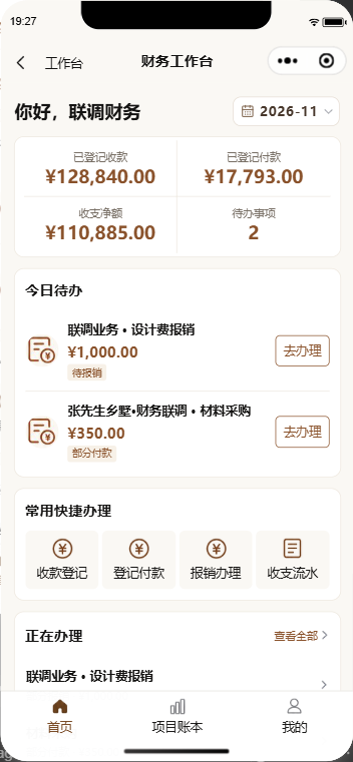 19:27
工作台
财务工作台
你好，联调财务
2026-11
已登记收款
已登记付款
¥128,840.00
¥17,793.00
收支净额
待办事项
¥110,885.00
2
今日待办
联调业务 • 设计费报销
¥1,000.00
去办理
待报销
张先生乡墅•财务联调 • 材料采购
¥350.00
去办理
部分付款
常用快捷办理
收款登记
登记付款
报销办理
收支流水
正在办理
查看全部
联调业务 • 设计费报销
首页
项目账本
我的